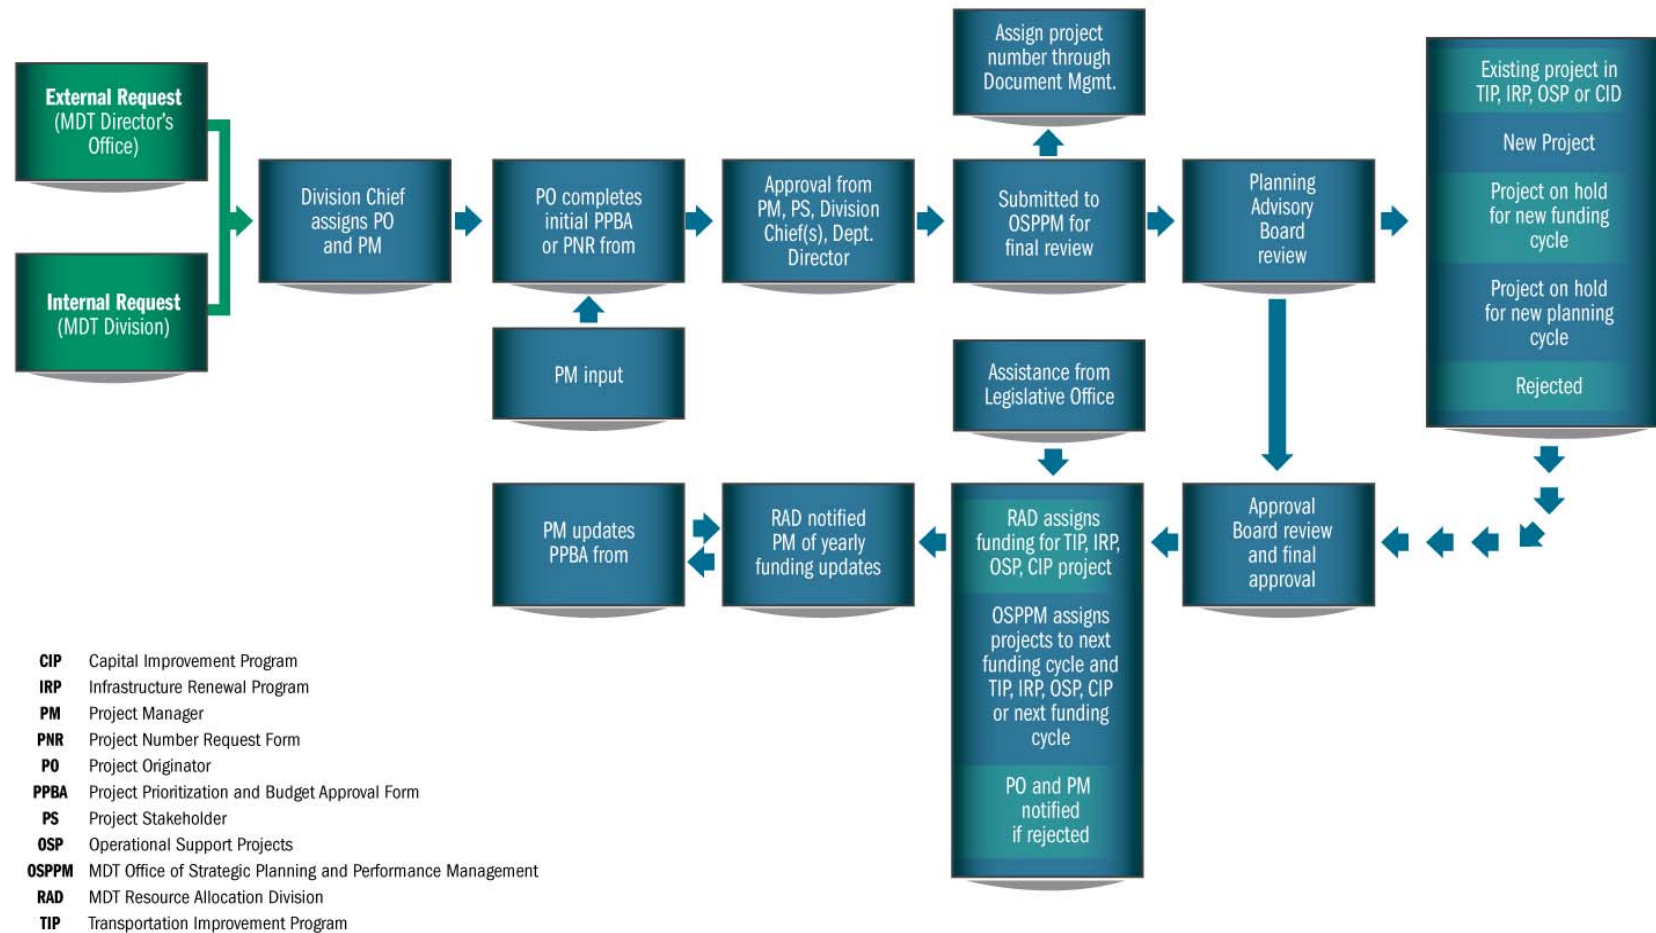 External Request
(MDT Director's
Office)
Internal Request
(MDT Division)
Division Chief
assigns PO
and PM
PO completes
initial PPBA
or PNR from
PM input
Approval from
PM, PS, Division
Chief(s), Dept.
Director
Assign project
number through
Document Mgmt.
Submitted to
OSPPM for
final review
Planning
Advisory
Board
review
Existing project in
TIP, IRP, OSP or CID
New Project
Project on hold
for new funding
cycle
Project on hold
for new planning
cycle
Rejected
Approval
Board review
and final
approval
Assistance from
Legislative Office
RAD assigns
funding for TIP, IRP,
OSP, CIP project
OSPPM assigns
projects to next
funding cycle and
TIP, IRP, OSP, CIP
or next funding
cycle
PO and PM
notified
if rejected
RAD notified
PM of yearly
funding updates
PM updates
PPBA from
CIP Capital Improvement Program
IRP Infrastructure Renewal Program
PM Project Manager
PNR Project Number Request Form
PO Project Originator
PPBA Project Prioritization and Budget Approval Form
PS Project Stakeholder
OSP Operational Support Projects
OSPPM MDT Office of Strategic Planning and Performance Management
RAD MDT Resource Allocation Division
TIP Transportation Improvement Program